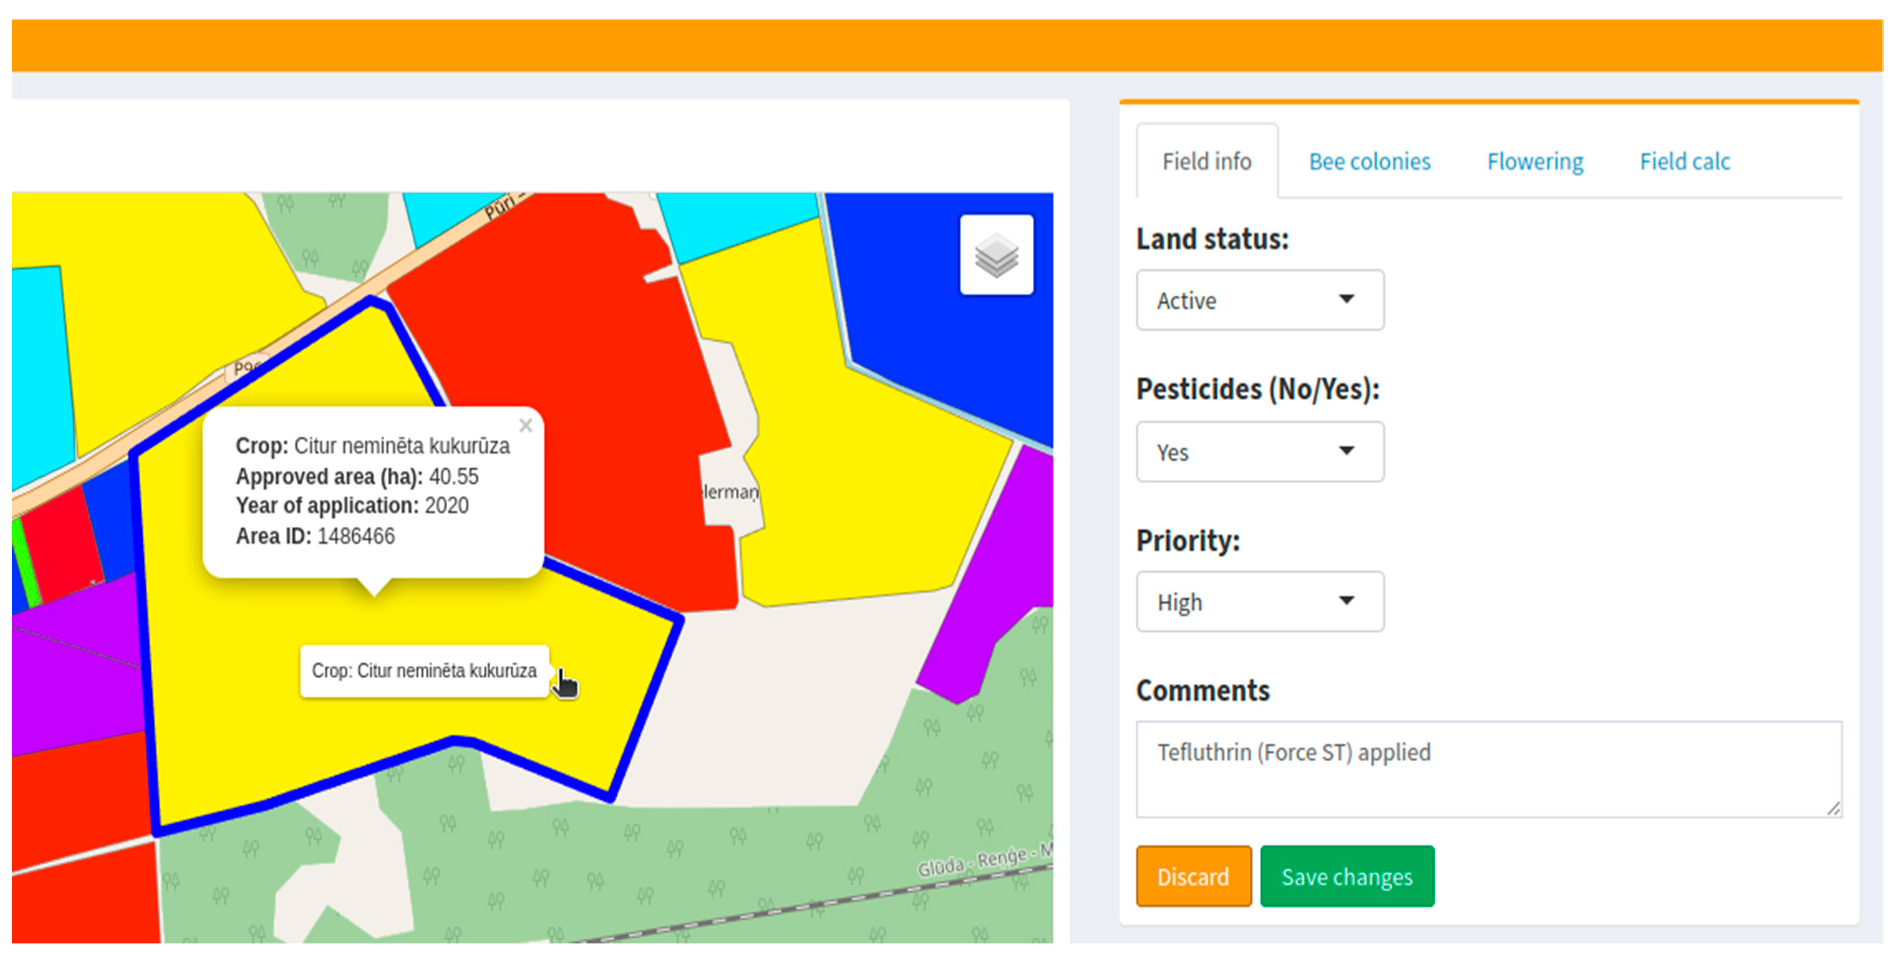 Pūri -
P96
Crop: Citur neminēta kukurūza
Approved area (ha): 40.55
Year of application: 2020
Area ID: 1486466
×
lerman
Crop: Citur neminēta kukurūza
Glūda - Reņģe - M
Field info
Bee colonies
Flowering
Field calc
Land status:
Active
Pesticides (No/Yes):
Yes
Priority:
High
Comments
Tefluthrin (Force ST) applied
Discard
Save changes